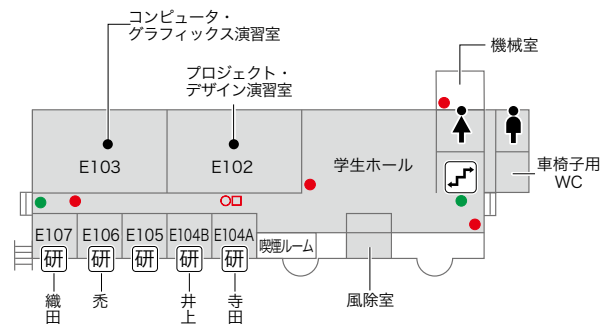 コンピュータ・
グラフィックス演習室
プロジェクト・
デザイン演習室
機械室
E103
E102
学生ホール
車椅子用
WC
E107
E106
E105
E104B
E104A
喫煙ルーム
研
研
研
研
研
織田
禿
井上
寺田
風除室